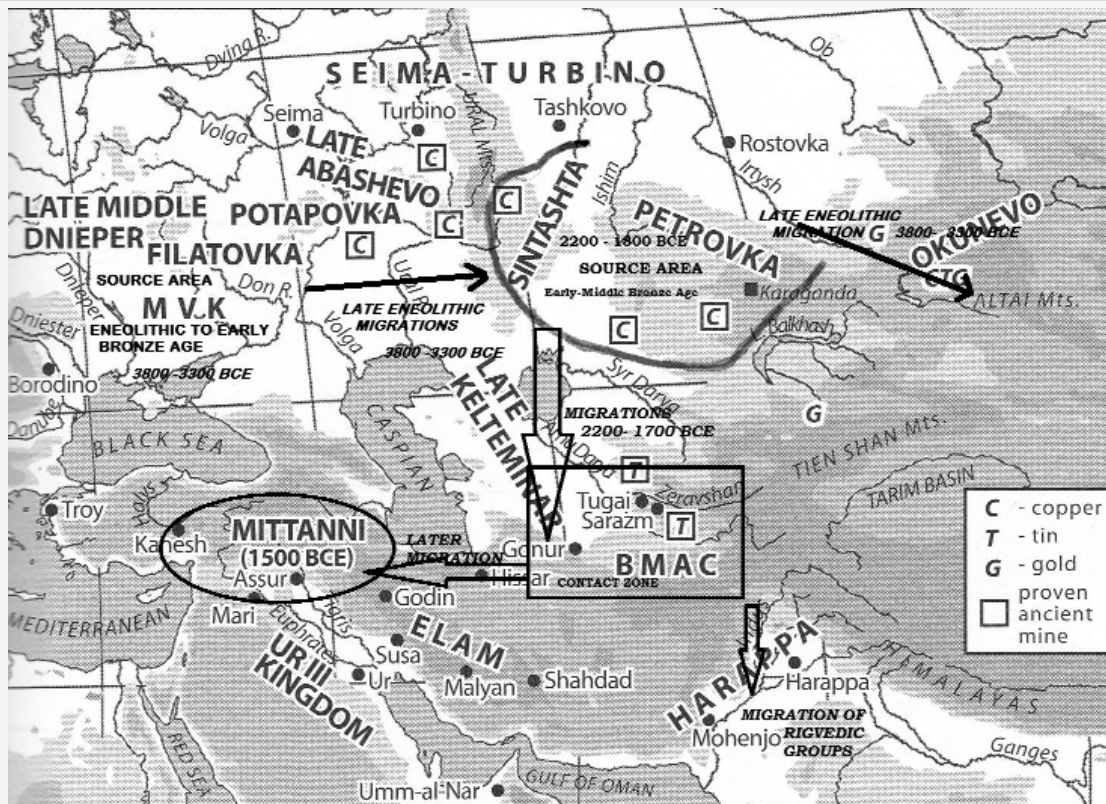 SEIMA-TURBINO
Dvina R.
Ob
Seima
Turbino
Tashkovo
URAL Mts.
Volga
Rostovka
LATE
ABASHEVO
C
Ishim
Irtysh
C
LATE MIDDLE
DNIEPER
POTAPOVKA
C
C
SINTASHTA
PETROVKA
LATE ENEOLITHIC
MIGRATION G 3800- 3300 BCE
OKUNEVO
FILATOVKA
2200 - 1800 BCE
SOURCE AREA
SOURCE AREA
Don R.
CTG
Dnieper
MVK
Ural R.
Early-Middle Bronze Age
Karaganda
ALTAI Mts.
Dniester
ENEOLITHIC TO EARLY
BRONZE AGE
LATE ENEOLITHIC
MIGRATIONS
C
C
Balkhash
Volga
3800 -3300 BCE
3800 -3300 BCE
Borodino
Danube
LATE
KELTEMINAR
Syr Darya
MIGRATIONS
2200- 1700 BCE
G
BLACK SEA
CASPIAN
Amu Darya
TIEN SHAN Mts.
T
Zeravshan
TARIM BASIN
Troy
Halys
Tugai
Sarazm
T
Kanesh
MITTANNI
(1500 BCE)
LATER
MIGRATION
Gonur
BMAC
Assur
Hissar
CONTACT ZONE
C - copper
T - tin
G - gold
proven
ancient
mine
Mari
Godin
MEDITERRANEAN
Euphrates
Tigris
ELAM
Susa
UR III
KINGDOM
Ur
Malyan
Shahdad
HARAPPA
Harappa
HIMALAYAS
Mohenjo
MIGRATION OF
RIGVEDIC
GROUPS
RED SEA
Ganges
Umm-al-Nar
GULF OF OMAN